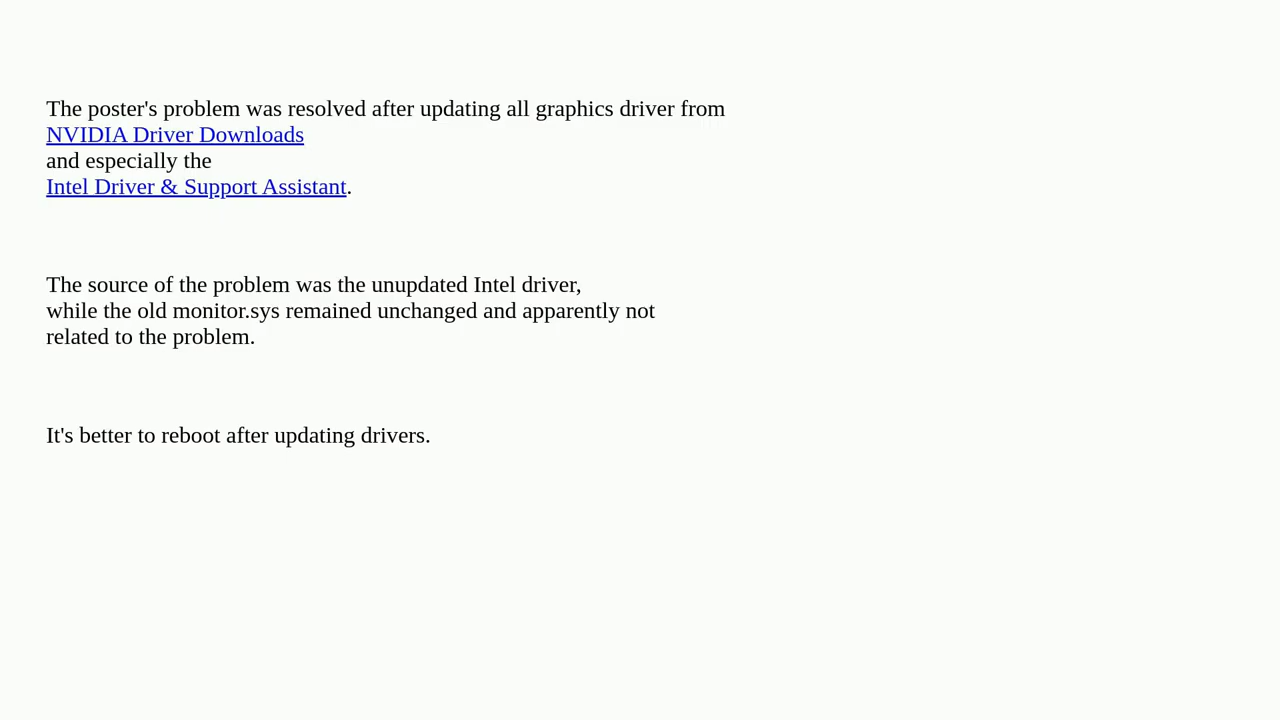 The poster's problem was resolved after updating all graphics driver from
NVIDIA Driver Downloads
and especially the
Intel Driver & Support Assistant.
The source of the problem was the unupdated Intel driver,
while the old monitor.sys remained unchanged and apparently not
related to the problem.
It's better to reboot after updating drivers.